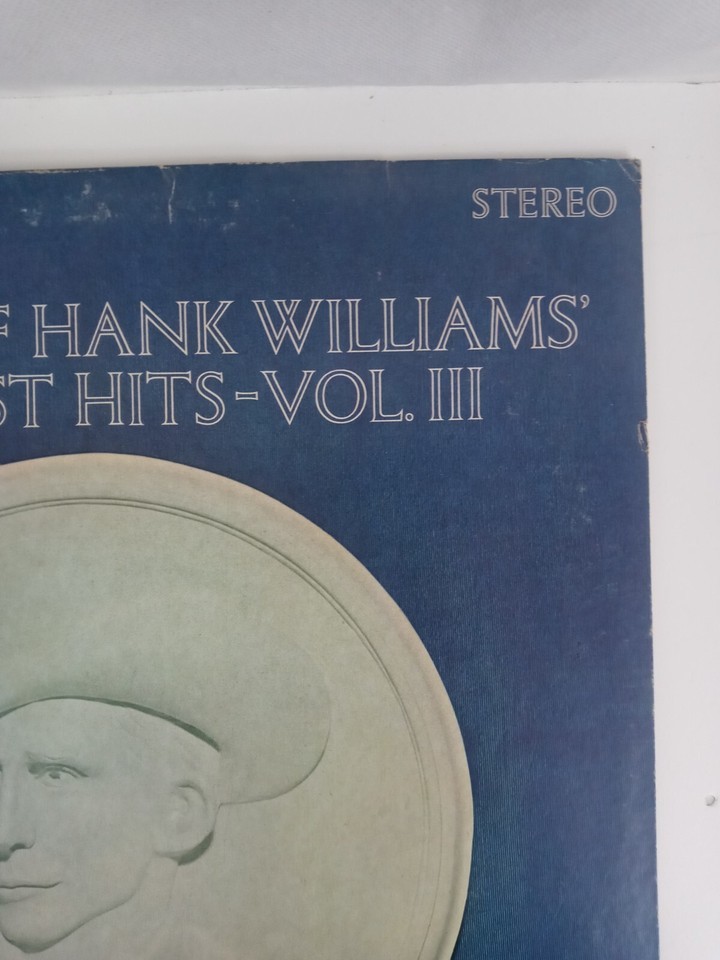 STEREO
F HANK WILLIAMS'
ST HITS-VOL. III